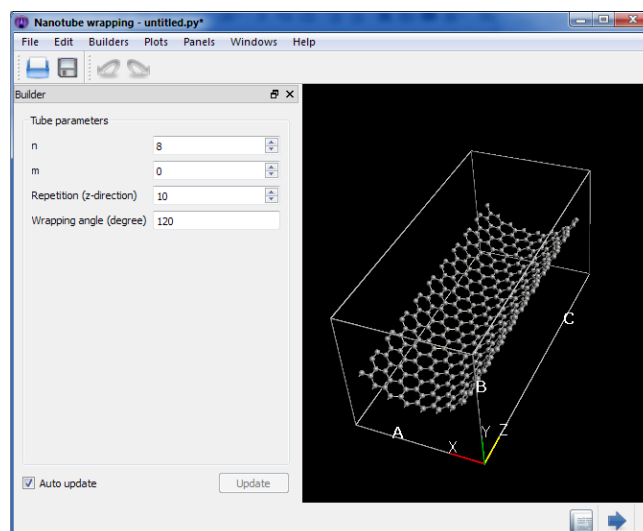 Nanotube wrapping - untitled.py*
File Edit Builders Plots Panels Windows Help
Builder
Tube parameters
n 8
m 0
Repetition (z-direction) 10
Wrapping angle (degree) 120
C
B
A X Y Z
Auto update Update